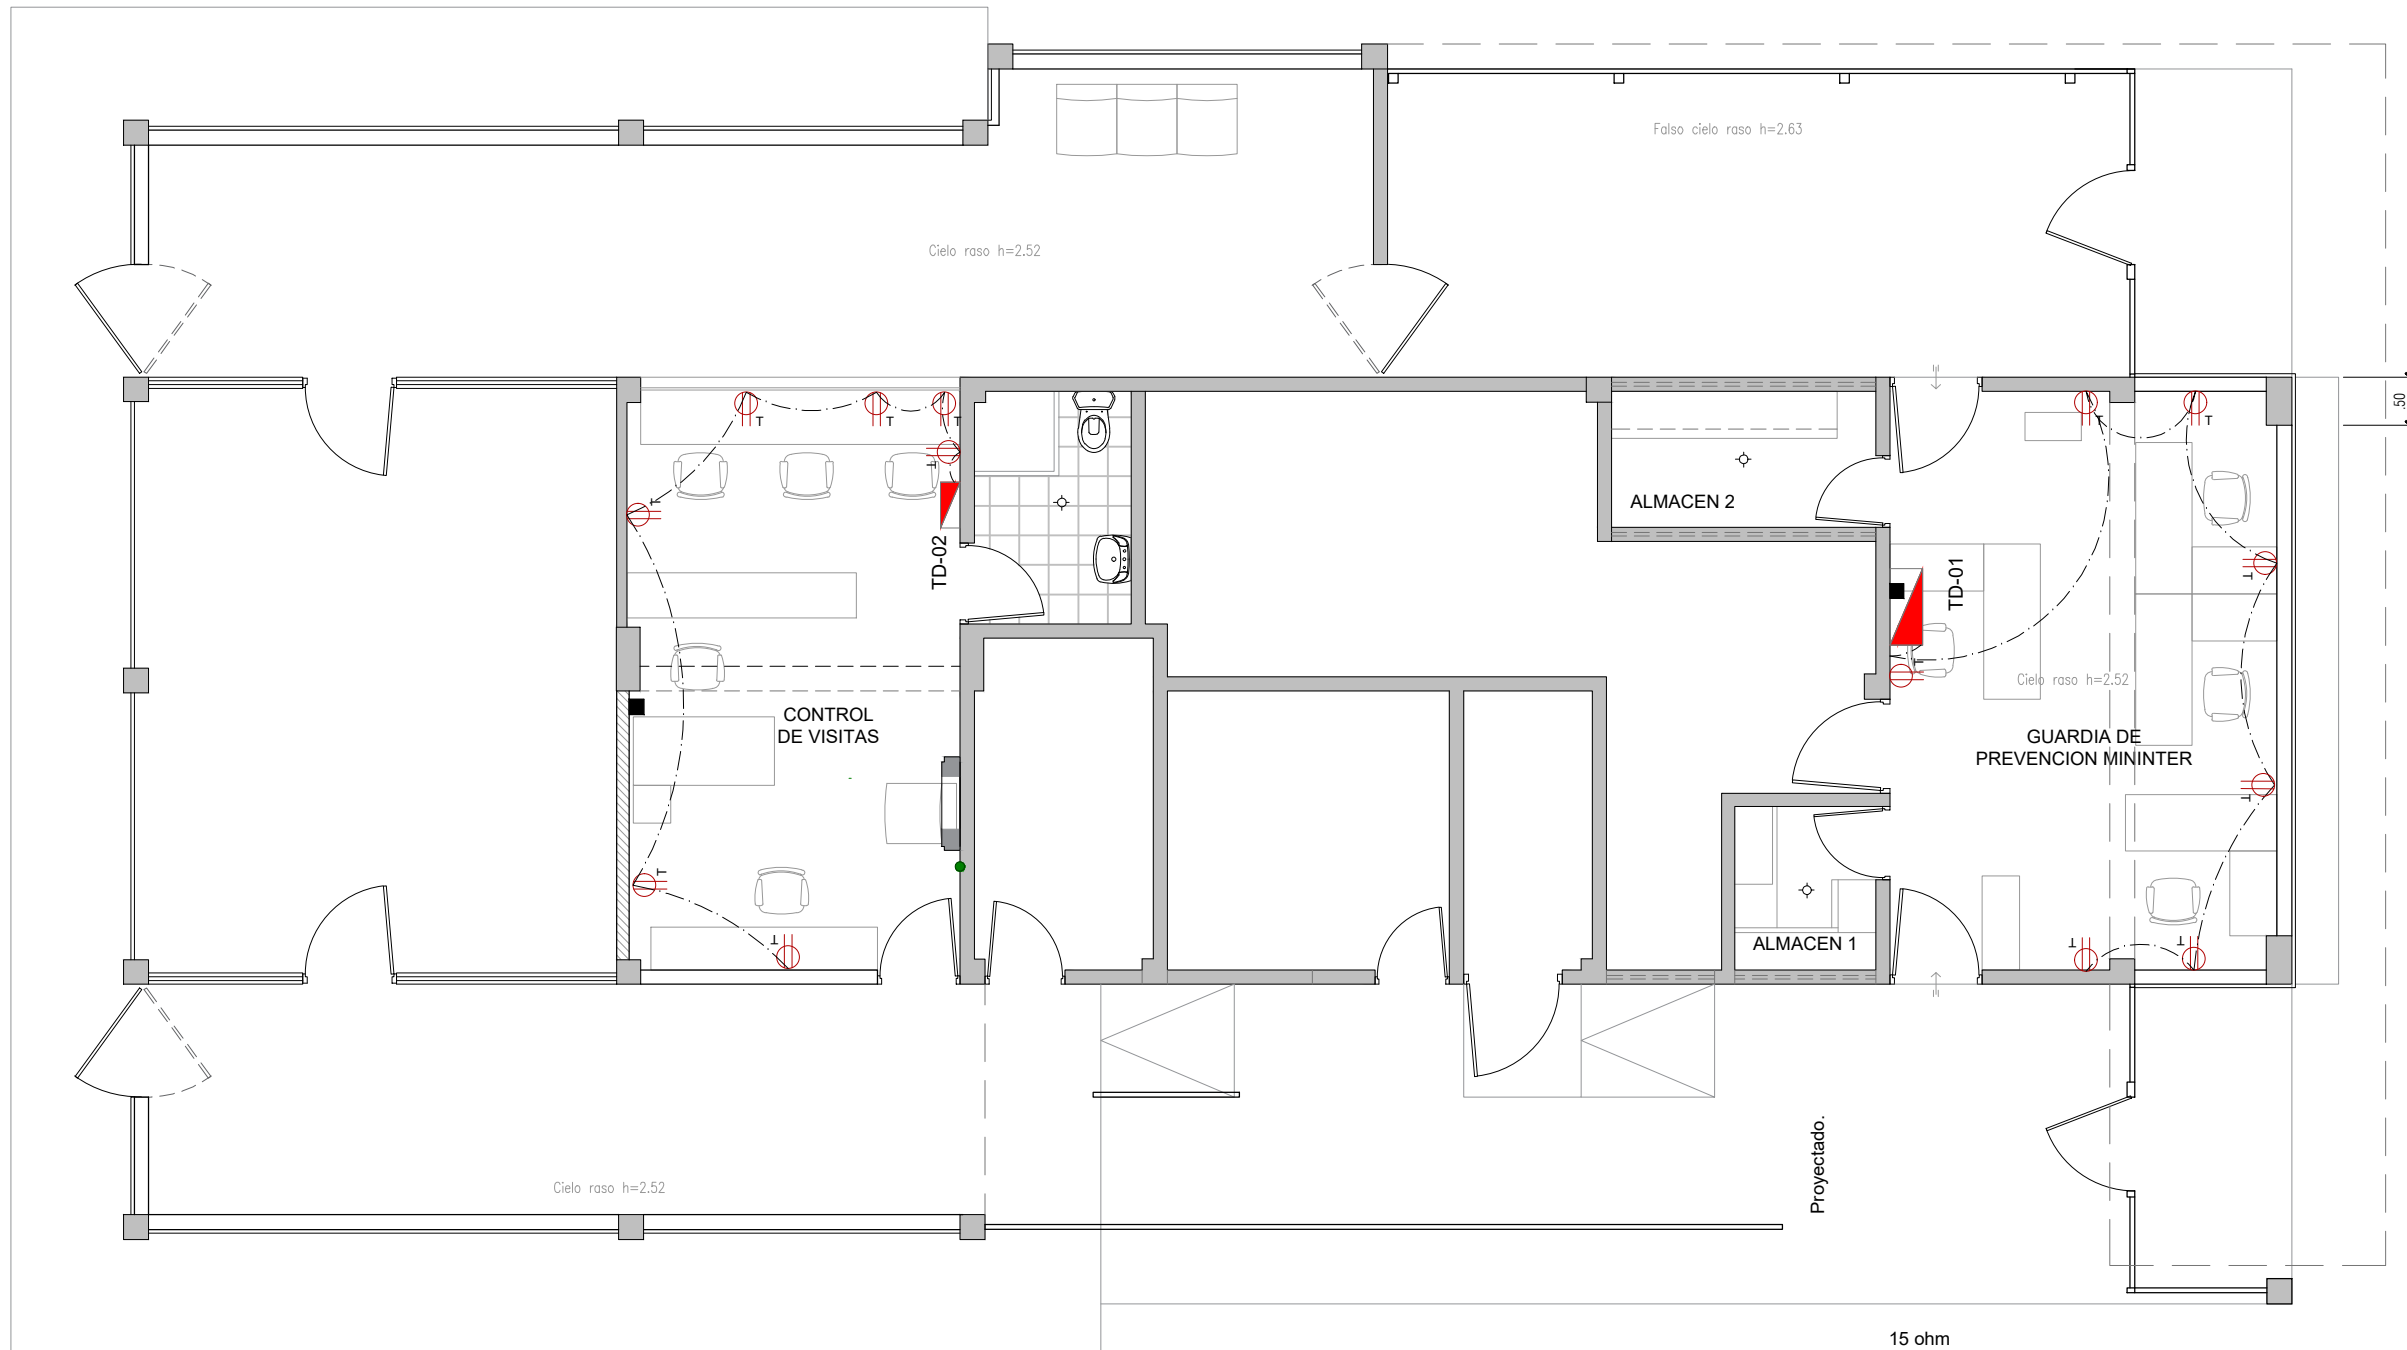 Falso cielo raso h=2.63
Cielo raso h=2.52
.50
T
T
T
T
T
T
T
ALMACEN 2
TD-02
TD-01
T
T
Cielo raso h=2.52
CONTROL
DE VISITAS
GUARDIA DE
PREVENCION MININTER
T
T
T
T
T
ALMACEN 1
Proyectado.
Cielo raso h=2.52
15 ohm